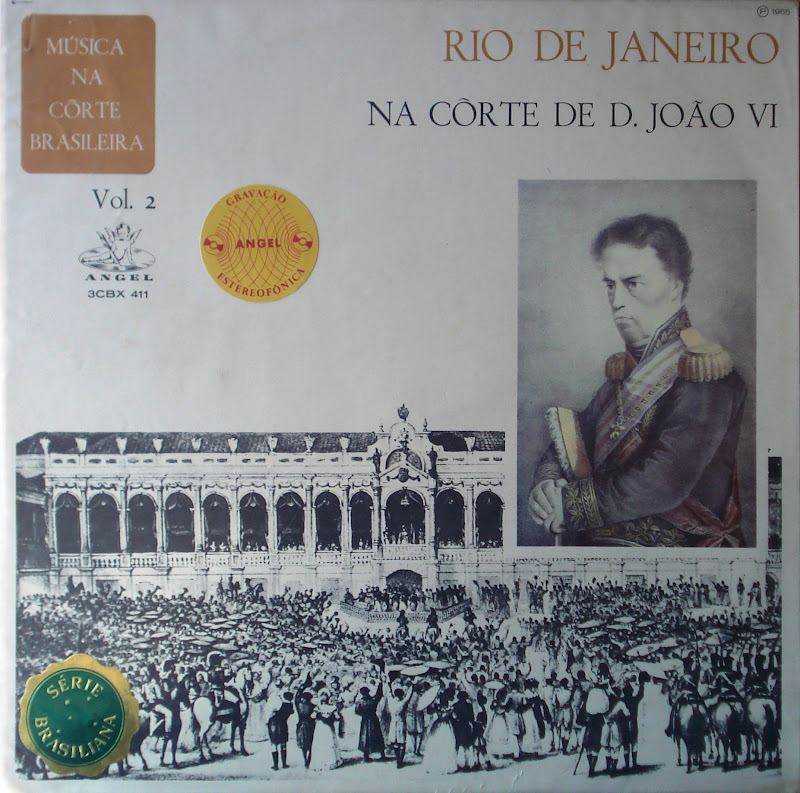 ℗ 1965
MÚSICA
NA
CÔRTE
BRASILEIRA
RIO DE JANEIRO
NA CÔRTE DE D. JOÃO VI
Vol. 2
ANGEL
3CBX 411
GRAVAÇÃO
ANGEL
ESTEREOFÔNICA
SÉRIE
BRASILIANA